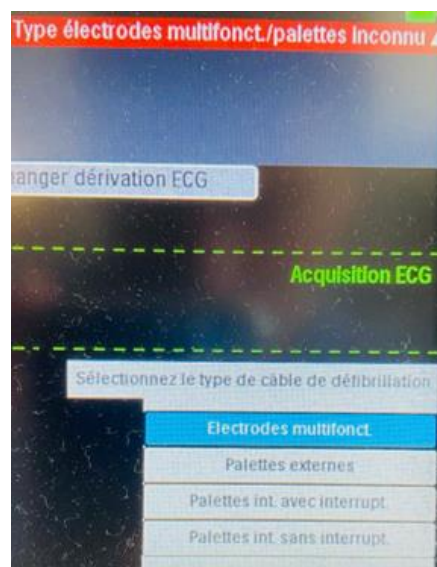 Type électrodes multifonct./palettes inconnu
anger dérivation ECG
Acquisition ECG
Sélectionnez le type de câble de défibrillation
Electrodes multifonct.
Palettes externes
Palettes int. avec interrupt.
Palettes int. sans interrupt.